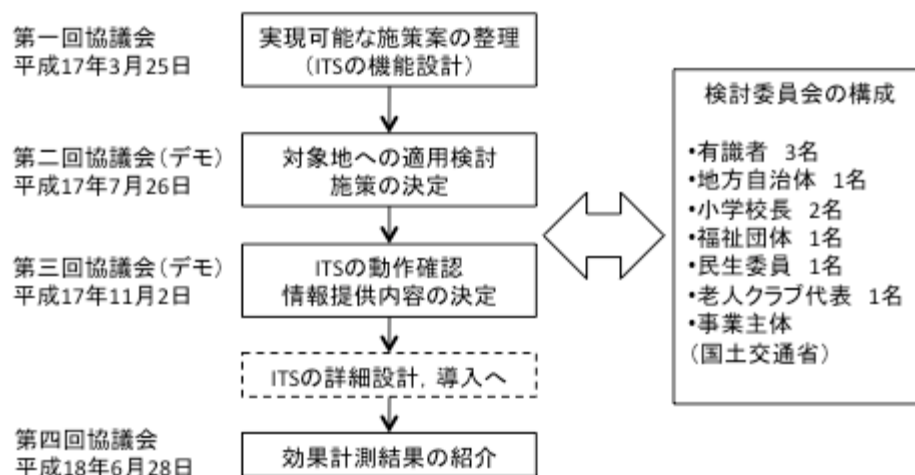 第一回協議会
平成17年3月25日
実現可能な施策案の整理
（ITSの機能設計）
第二回協議会（デモ）
平成17年7月26日
対象地への適用検討
施策の決定
第三回協議会（デモ）
平成17年11月2日
ITSの動作確認
情報提供内容の決定
ITSの詳細設計，導入へ
第四回協議会
平成18年6月28日
効果計測結果の紹介
検討委員会の構成
•有識者 3名
•地方自治体 1名
•小学校長 2名
•福祉団体 1名
•民生委員 1名
•老人クラブ代表 1名
•事業主体
（国土交通省）